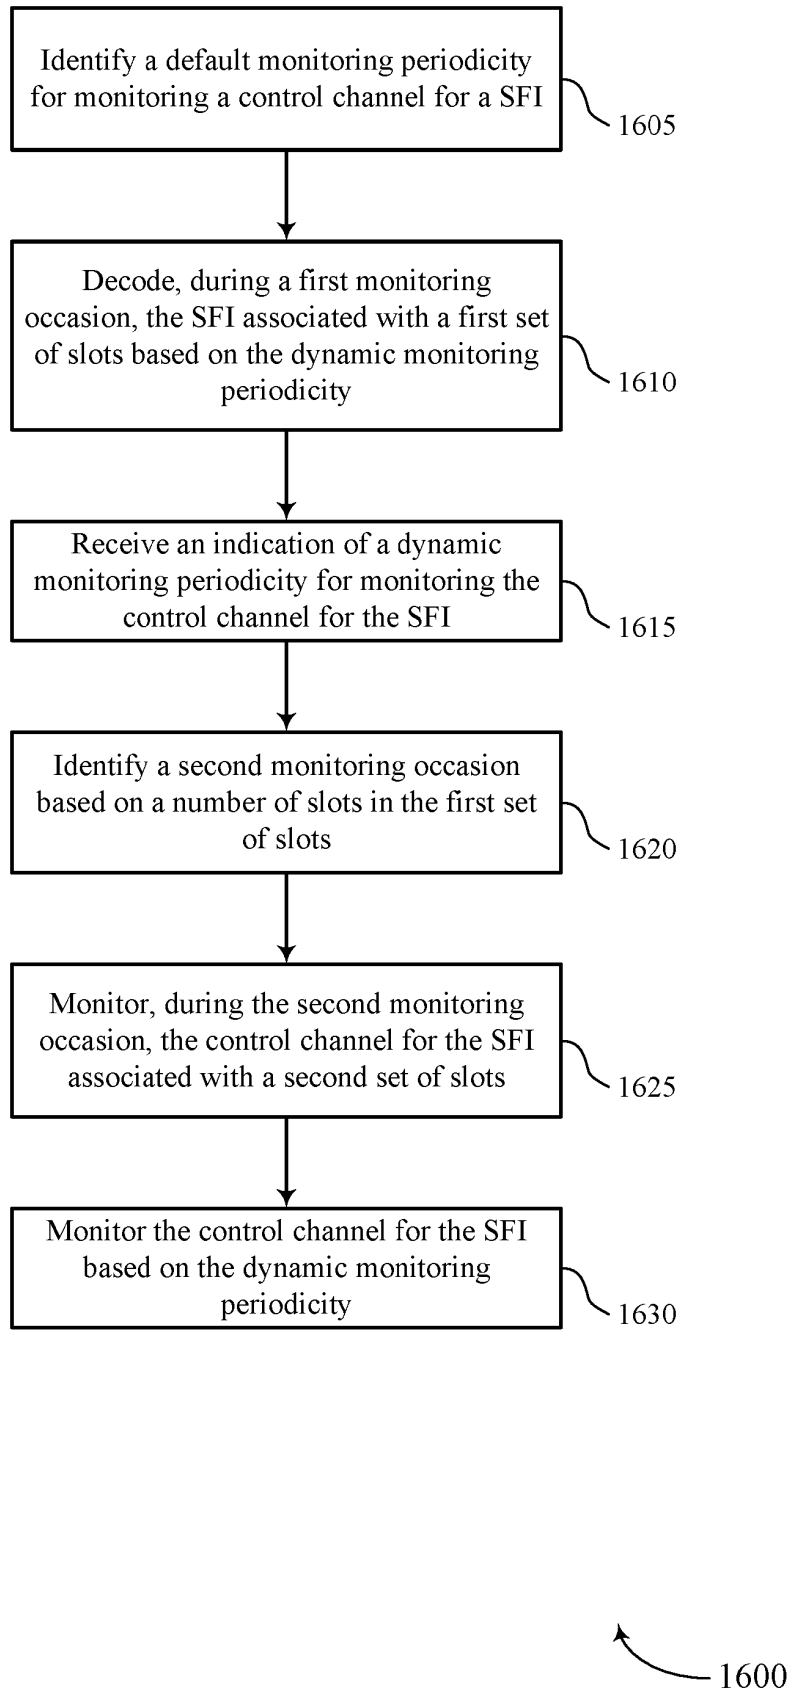 Identify a default monitoring periodicity
for monitoring a control channel for a SFI
1605
Decode, during a first monitoring
occasion, the SFI associated with a first set
of slots based on the dynamic monitoring
periodicity
1610
Receive an indication of a dynamic
monitoring periodicity for monitoring the
control channel for the SFI
1615
Identify a second monitoring occasion
based on a number of slots in the first set
of slots
1620
Monitor, during the second monitoring
occasion, the control channel for the SFI
associated with a second set of slots
1625
Monitor the control channel for the SFI
based on the dynamic monitoring
periodicity
1630
1600